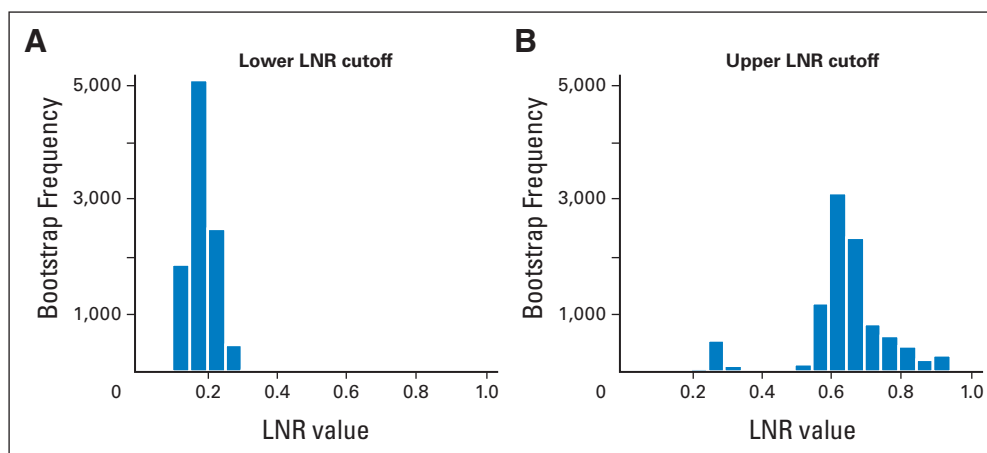 A
Lower LNR cutoff
5,000
3,000
1,000
0
0.2
0.4
0.6
0.8
1.0
Bootstrap Frequency
LNR value
B
Upper LNR cutoff
5,000
3,000
1,000
0
0.2
0.4
0.6
0.8
1.0
Bootstrap Frequency
LNR value